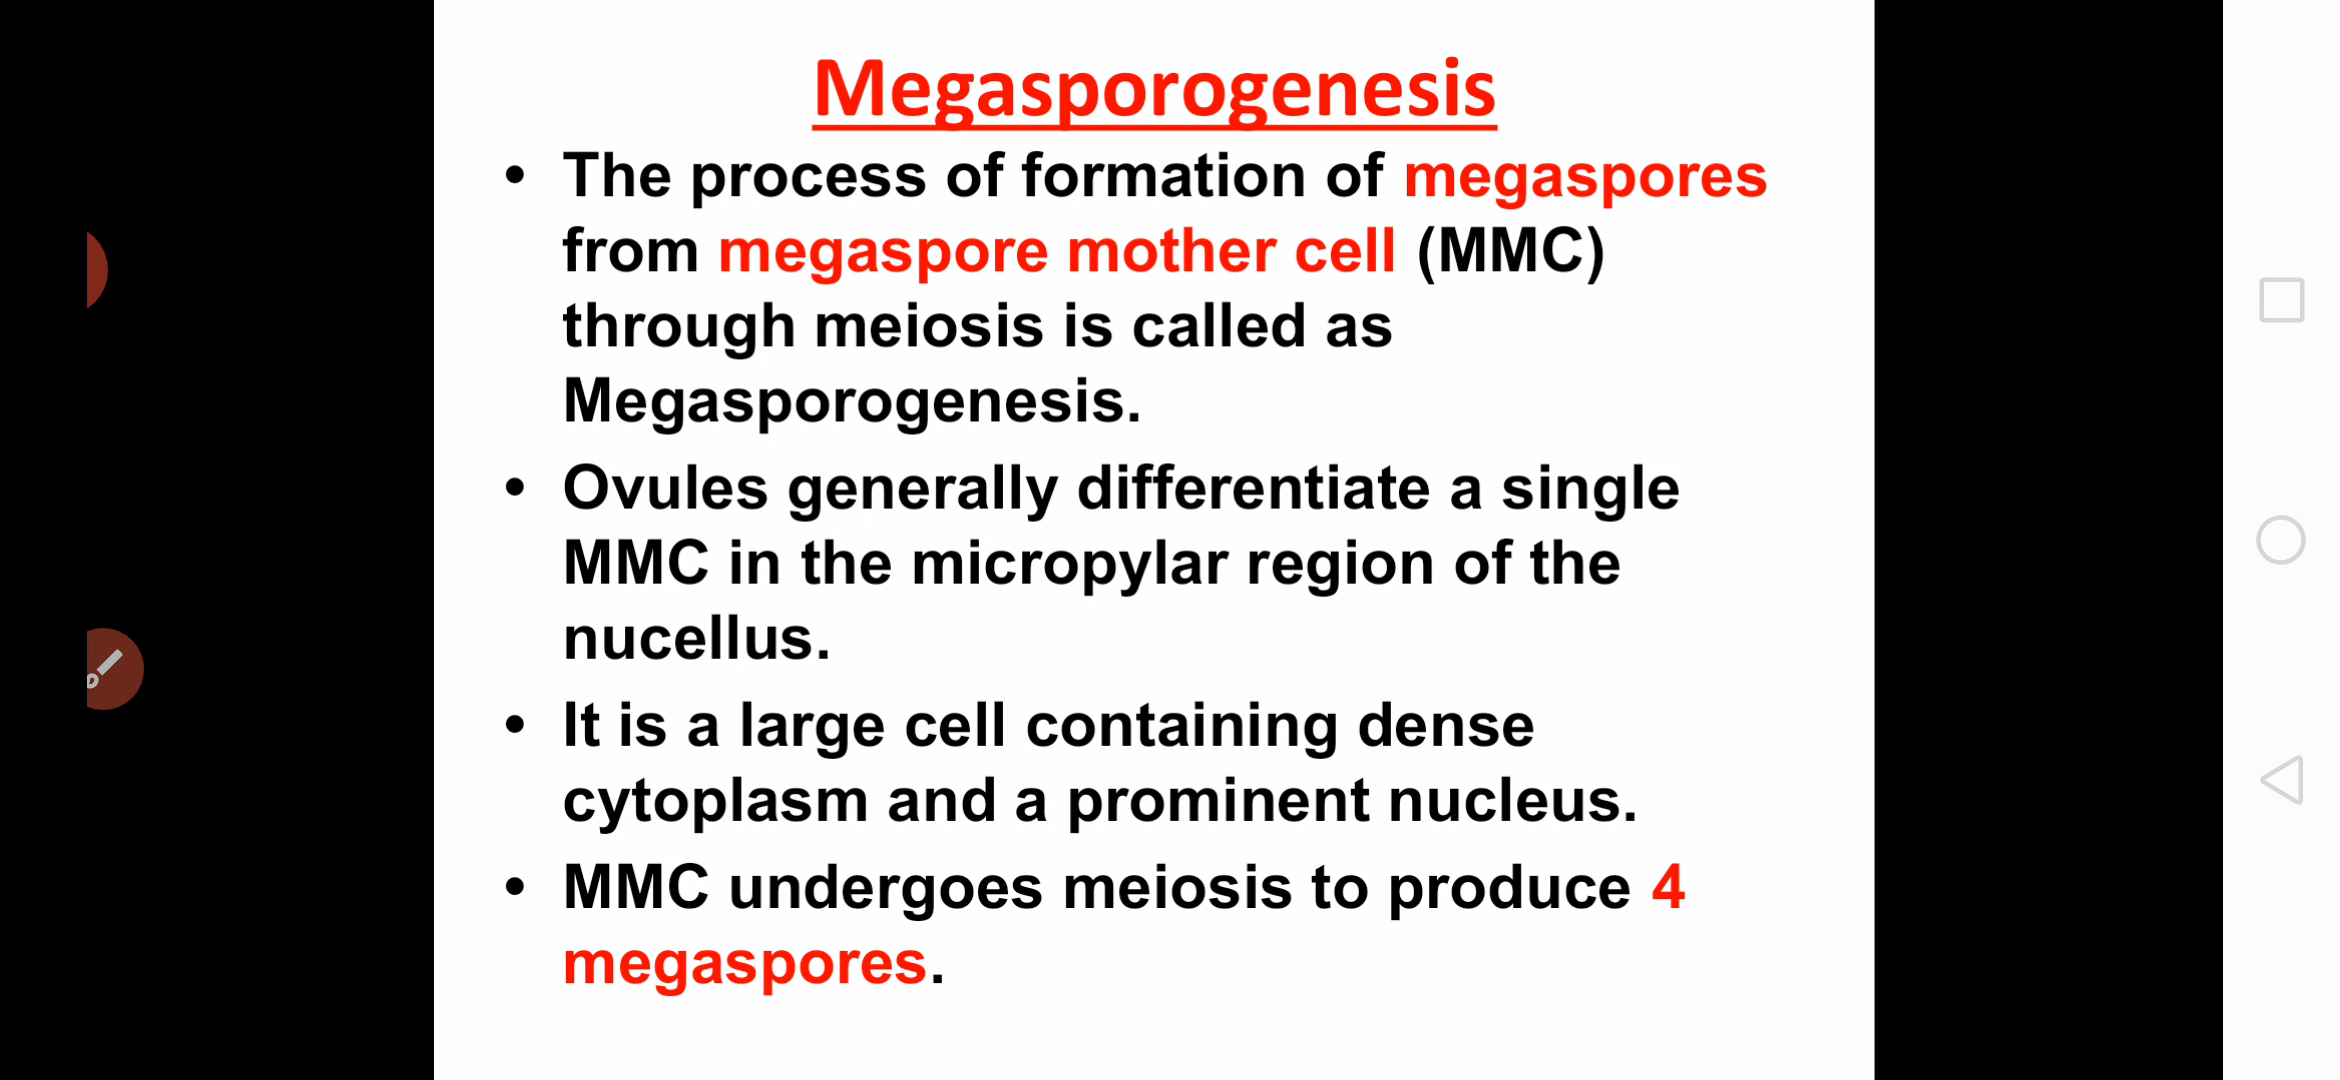 Megasporogenesis
• The process of formation of megaspores
from megaspore mother cell (MMC)
through meiosis is called as
Megasporogenesis.
• Ovules generally differentiate a single
MMC in the micropylar region of the
nucellus.
• It is a large cell containing dense
cytoplasm and a prominent nucleus.
• MMC undergoes meiosis to produce 4
megaspores.